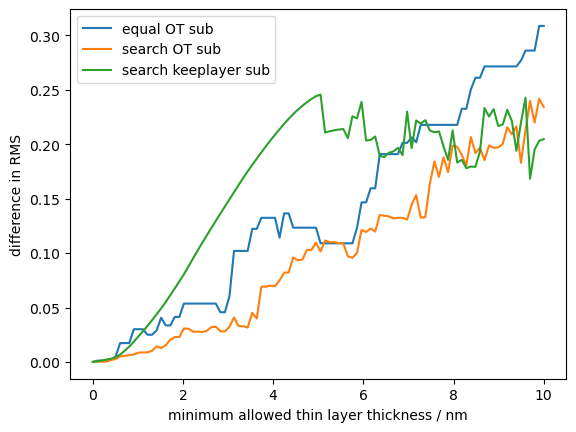 equal OT sub
search OT sub
search keeplayer sub
difference in RMS
0.30
0.25
0.20
0.15
0.10
0.05
0.00
0 2 4 6 8 10
minimum allowed thin layer thickness / nm